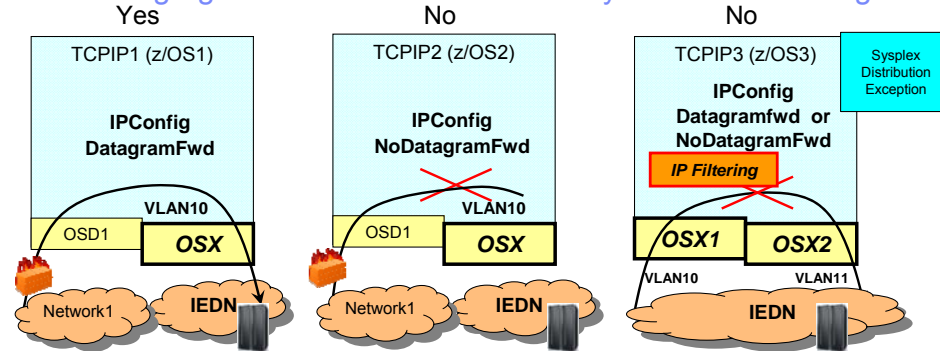 Yes
No
No
TCPIP1 (z/OS1)
IPConfig
DatagramFwd
VLAN10
OSD1
OSX
Network1
IEDN
TCPIP2 (z/OS2)
IPConfig
NoDatagramFwd
VLAN10
OSD1
OSX
Network1
IEDN
TCPIP3 (z/OS3)
IPConfig
Datagramfwd or
NoDatagramFwd
IP Filtering
OSX1
OSX2
VLAN10
VLAN11
IEDN
Sysplex
Distribution
Exception